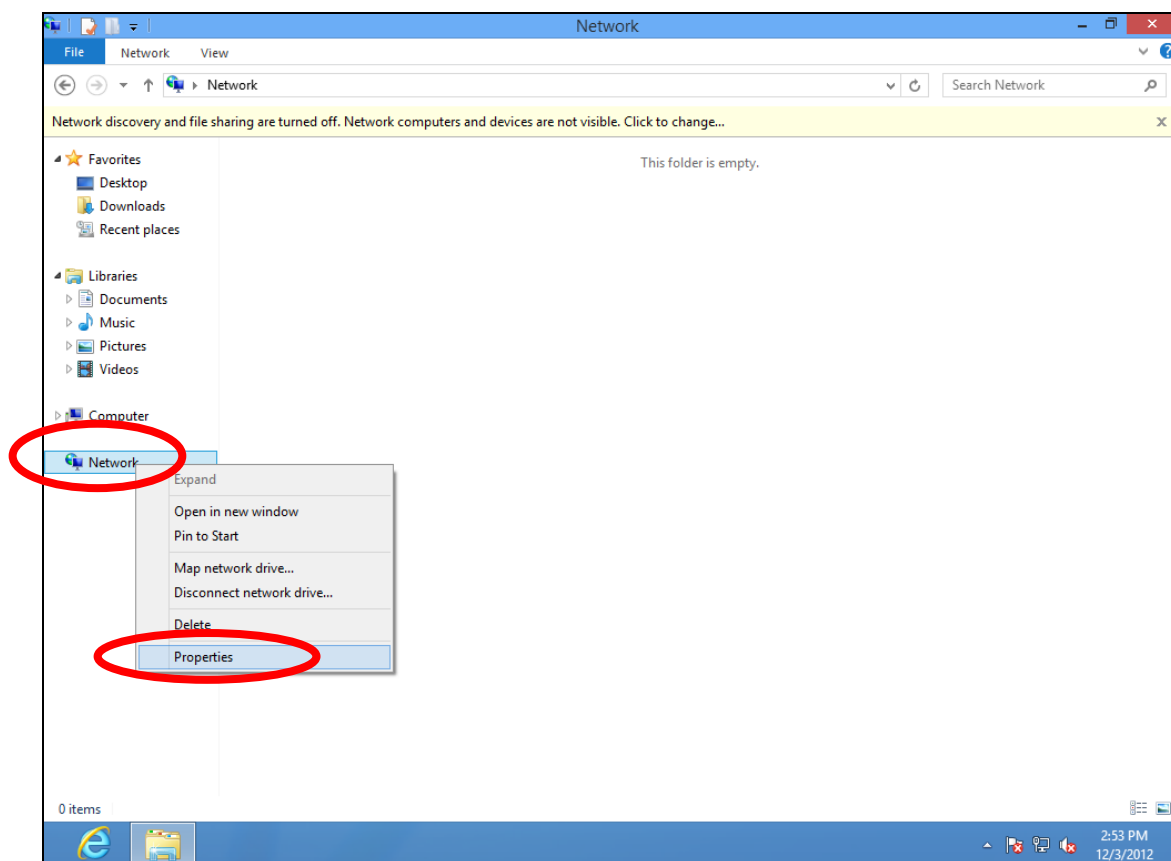 Network
File Network View
Network
Search Network
Network discovery and file sharing are turned off. Network computers and devices are not visible. Click to change...
This folder is empty.
Favorites
Desktop
Downloads
Recent places
Libraries
Documents
Music
Pictures
Videos
Computer
Network
Expand
Open in new window
Pin to Start
Map network drive...
Disconnect network drive...
Delete
Properties
0 items
2:53 PM
12/3/2012